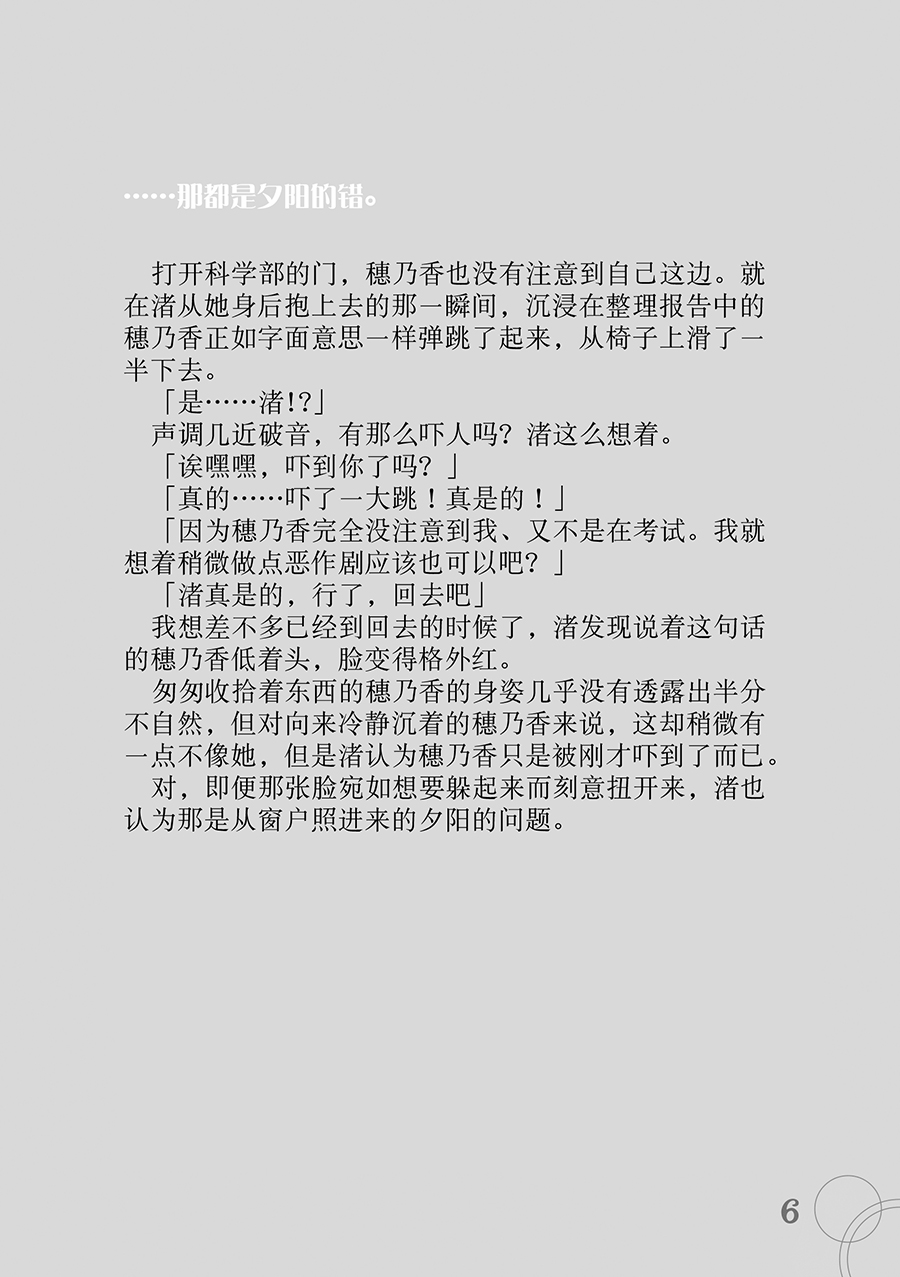 ……那都是夕阳的错。
打开科学部的门，穗乃香也没有注意到自己这边。就
在渚从她身后抱上去的那一瞬间，沉浸在整理报告中的
穗乃香正如字面意思一样弹跳了起来，从椅子上滑了一
半下去。
「是……渚!?」
声调几近破音，有那么吓人吗？渚这么想着。
「诶嘿嘿，吓到你了吗？」
「真的……吓了一大跳！真是的！」
「因为穗乃香完全没注意到我、又不是在考试。我就
想着稍微做点恶作剧应该也可以吧？」
「渚真是的，行了，回去吧」
我想差不多已经到回去的时候了，渚发现说着这句话
的穗乃香低着头，脸变得格外红。
匆匆收拾着东西的穗乃香的身姿几乎没有透露出半分
不自然，但对向来冷静沉着的穗乃香来说，这却稍微有
一点不像她，但是渚认为穗乃香只是被刚才吓到了而已。
对，即便那张脸宛如想要躲起来而刻意扭开来，渚也
认为那是从窗户照进来的夕阳的问题。
6